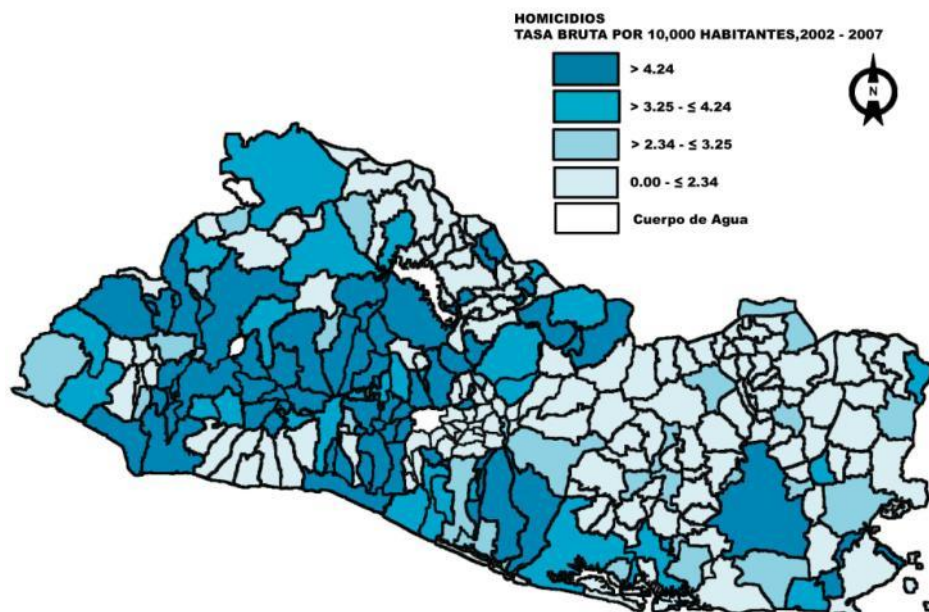 HOMICIDIOS
TASA BRUTA POR 10,000 HABITANTES,2002 - 2007
> 4.24
> 3.25 - ≤ 4.24
> 2.34 - ≤ 3.25
0.00 - ≤ 2.34
Cuerpo de Agua
N